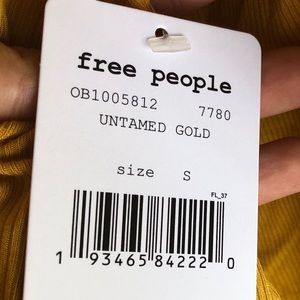 free people
OB1005812 7780
UNTAMED GOLD
size S
FL_37
1 93465 84222 0